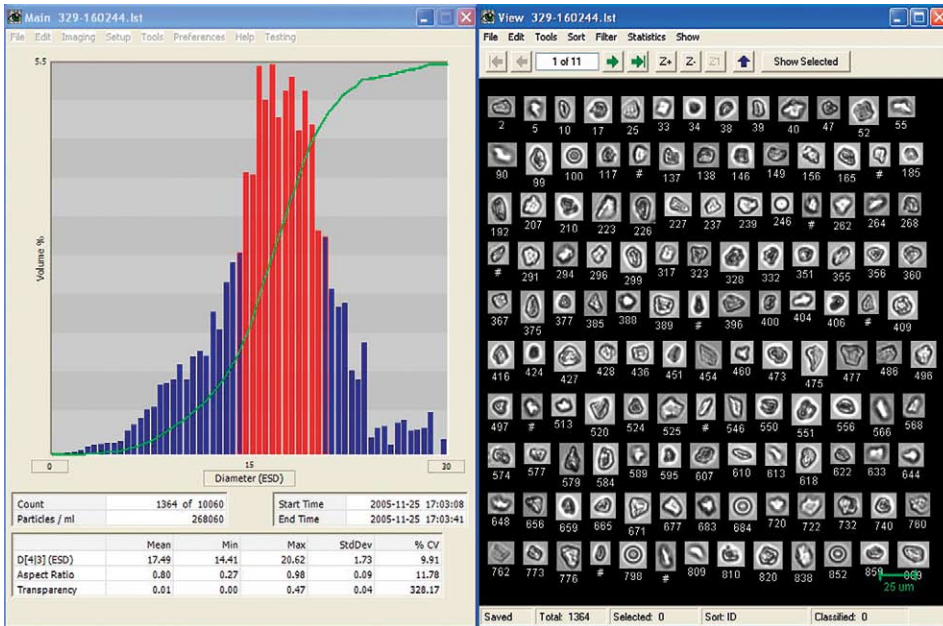 Main 329-160244.lst
File Edit Imaging Setup Tools Preferences Help Testing
5.5
Volume %
0 15 30
Diameter (ESD)
Count 1364 of 10060
Particles / ml 268060
Start Time 2005-11-25 17:03:08
End Time 2005-11-25 17:03:41
Mean Min Max StdDev % CV
D[4|3] (ESD) 17.49 14.41 20.62 1.73 9.91
Aspect Ratio 0.80 0.27 0.98 0.09 11.78
Transparency 0.01 0.00 0.47 0.04 328.17
View 329-160244.lst
File Edit Tools Sort Filter Statistics Show
1 of 11 Z+ Z- Z1 Show Selected
2 5 10 17 25 33 34 38 39 40 47 52 55
90 99 100 117 # 137 138 146 149 156 165 # 185
192 207 210 223 226 227 237 239 246 # 262 264 268
# 291 294 296 299 317 323 328 332 351 355 356 360
367 375 377 385 388 389 # 396 400 404 406 # 409
416 424 427 428 436 451 454 460 473 475 477 486 496
497 # 513 520 524 525 # 546 550 551 556 566 568
574 577 579 584 589 595 607 610 613 618 622 633 644
648 656 659 665 671 677 683 684 720 722 732 740 760
762 773 776 # 798 # 809 810 820 838 852
25 um
Saved Total: 1364 Selected: 0 Sort: ID Classified: 0